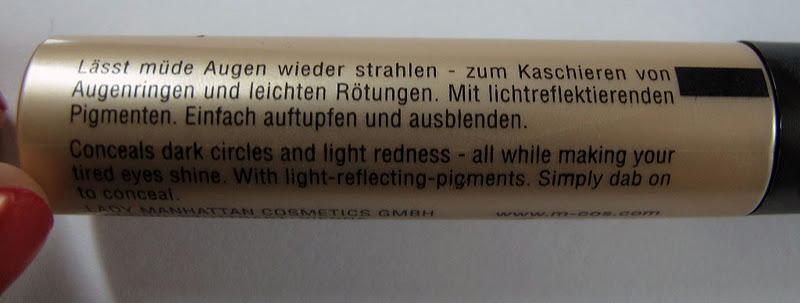 Lässt müde Augen wieder strahlen - zum Kaschieren von
Augenringen und leichten Rötungen. Mit lichtreflektierenden
Pigmenten. Einfach auftupfen und ausblenden.
Conceals dark circles and light redness - all while making your
tired eyes shine. With light-reflecting-pigments. Simply dab on
to conceal.
LADY MANHATTAN COSMETICS GMBH www.m-cos.com